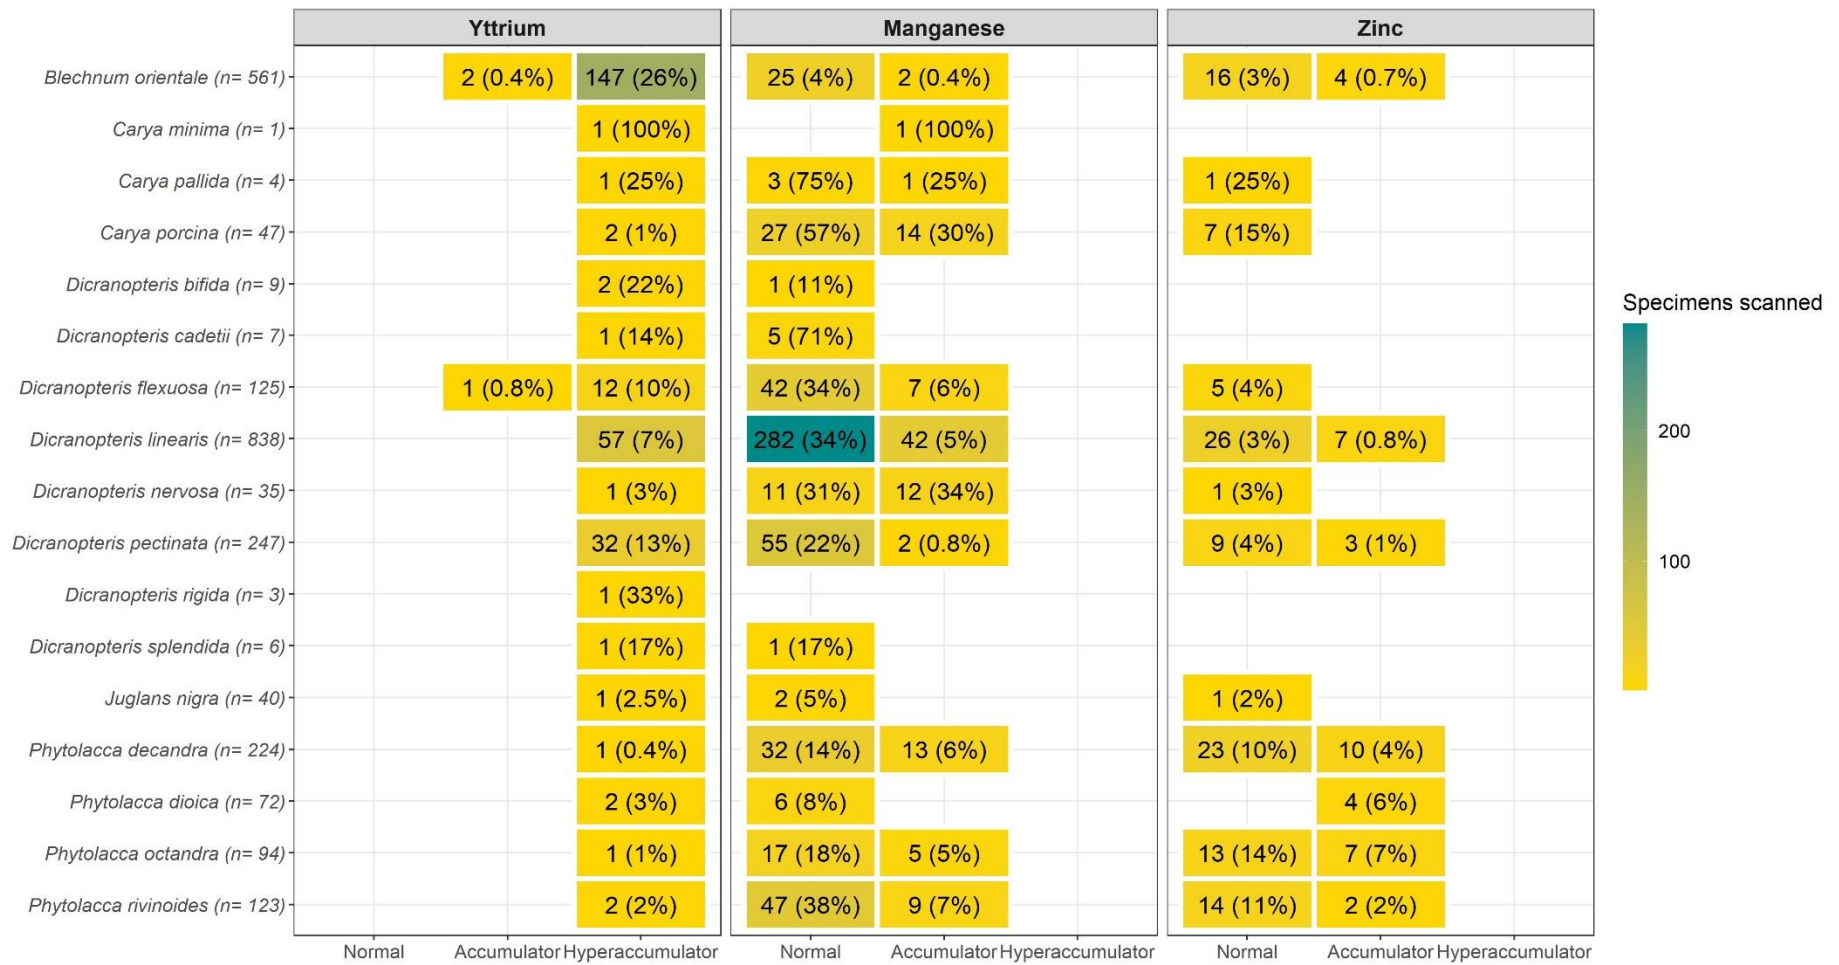 Yttrium Manganese Zinc
Blechnum orientale (n= 561) 2 (0.4%) 147 (26%) 25 (4%) 2 (0.4%) 16 (3%) 4 (0.7%)
Carya minima (n= 1) 1 (100%) 1 (100%)
Carya pallida (n= 4) 1 (25%) 3 (75%) 1 (25%) 1 (25%)
Carya porcina (n= 47) 2 (1%) 27 (57%) 14 (30%) 7 (15%)
Dicranopteris bifida (n= 9) 2 (22%) 1 (11%)
Dicranopteris cadetii (n= 7) 1 (14%) 5 (71%)
Dicranopteris flexuosa (n= 125) 1 (0.8%) 12 (10%) 42 (34%) 7 (6%) 5 (4%)
Dicranopteris linearis (n= 838) 57 (7%) 282 (34%) 42 (5%) 26 (3%) 7 (0.8%)
Dicranopteris nervosa (n= 35) 1 (3%) 11 (31%) 12 (34%) 1 (3%)
Dicranopteris pectinata (n= 247) 32 (13%) 55 (22%) 2 (0.8%) 9 (4%) 3 (1%)
Dicranopteris rigida (n= 3) 1 (33%)
Dicranopteris splendida (n= 6) 1 (17%) 1 (17%)
Juglans nigra (n= 40) 1 (2.5%) 2 (5%) 1 (2%)
Phytolacca decandra (n= 224) 1 (0.4%) 32 (14%) 13 (6%) 23 (10%) 10 (4%)
Phytolacca dioica (n= 72) 2 (3%) 6 (8%) 4 (6%)
Phytolacca octandra (n= 94) 1 (1%) 17 (18%) 5 (5%) 13 (14%) 7 (7%)
Phytolacca rivinoides (n= 123) 2 (2%) 47 (38%) 9 (7%) 14 (11%) 2 (2%)
Normal Accumulator Hyperaccumulator Normal Accumulator Hyperaccumulator Normal Accumulator Hyperaccumulator
Specimens scanned
200
100